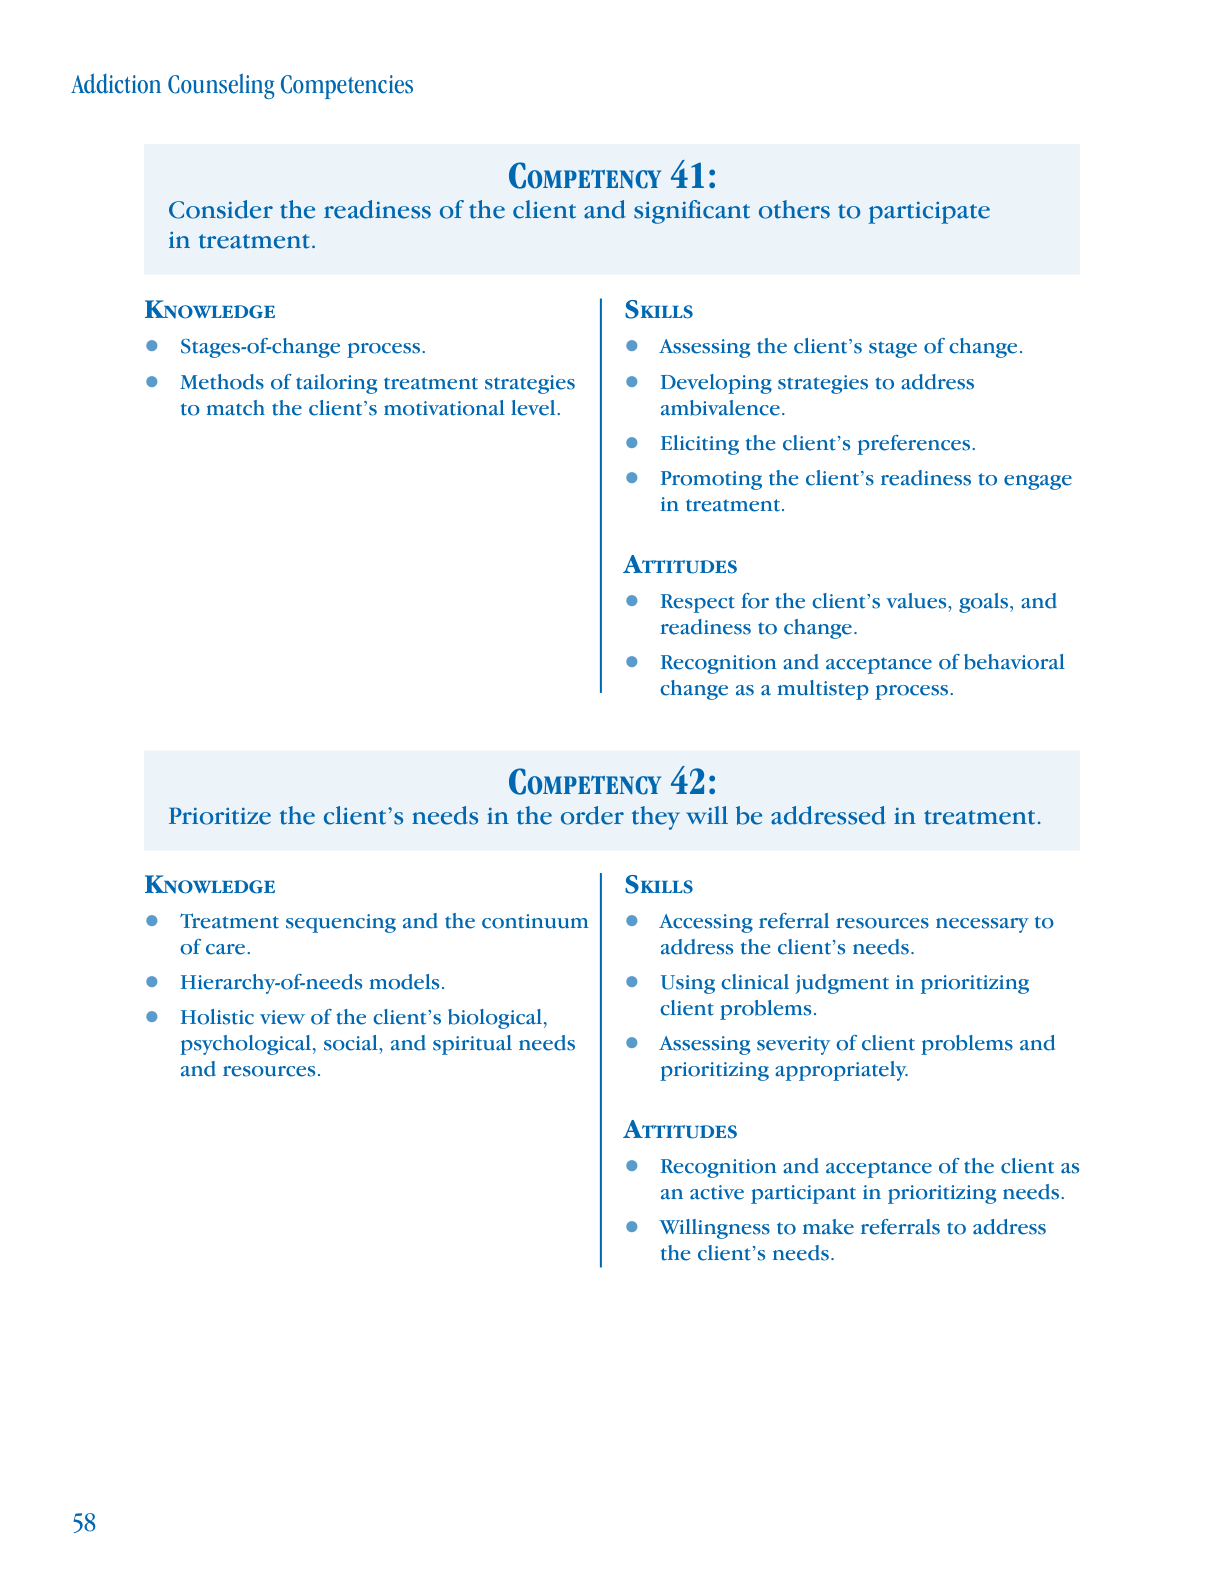 Addiction Counseling Competencies
Competency 41:
Consider the readiness of the client and significant others to participate
in treatment.
Knowledge
● Stages-of-change process.
● Methods of tailoring treatment strategies
to match the client’s motivational level.
Skills
● Assessing the client’s stage of change.
● Developing strategies to address
ambivalence.
● Eliciting the client’s preferences.
● Promoting the client’s readiness to engage
in treatment.
Attitudes
● Respect for the client’s values, goals, and
readiness to change.
● Recognition and acceptance of behavioral
change as a multistep process.
Competency 42:
Prioritize the client’s needs in the order they will be addressed in treatment.
Knowledge
● Treatment sequencing and the continuum
of care.
● Hierarchy-of-needs models.
● Holistic view of the client’s biological,
psychological, social, and spiritual needs
and resources.
Skills
● Accessing referral resources necessary to
address the client’s needs.
● Using clinical judgment in prioritizing
client problems.
● Assessing severity of client problems and
prioritizing appropriately.
Attitudes
● Recognition and acceptance of the client as
an active participant in prioritizing needs.
● Willingness to make referrals to address
the client’s needs.
58